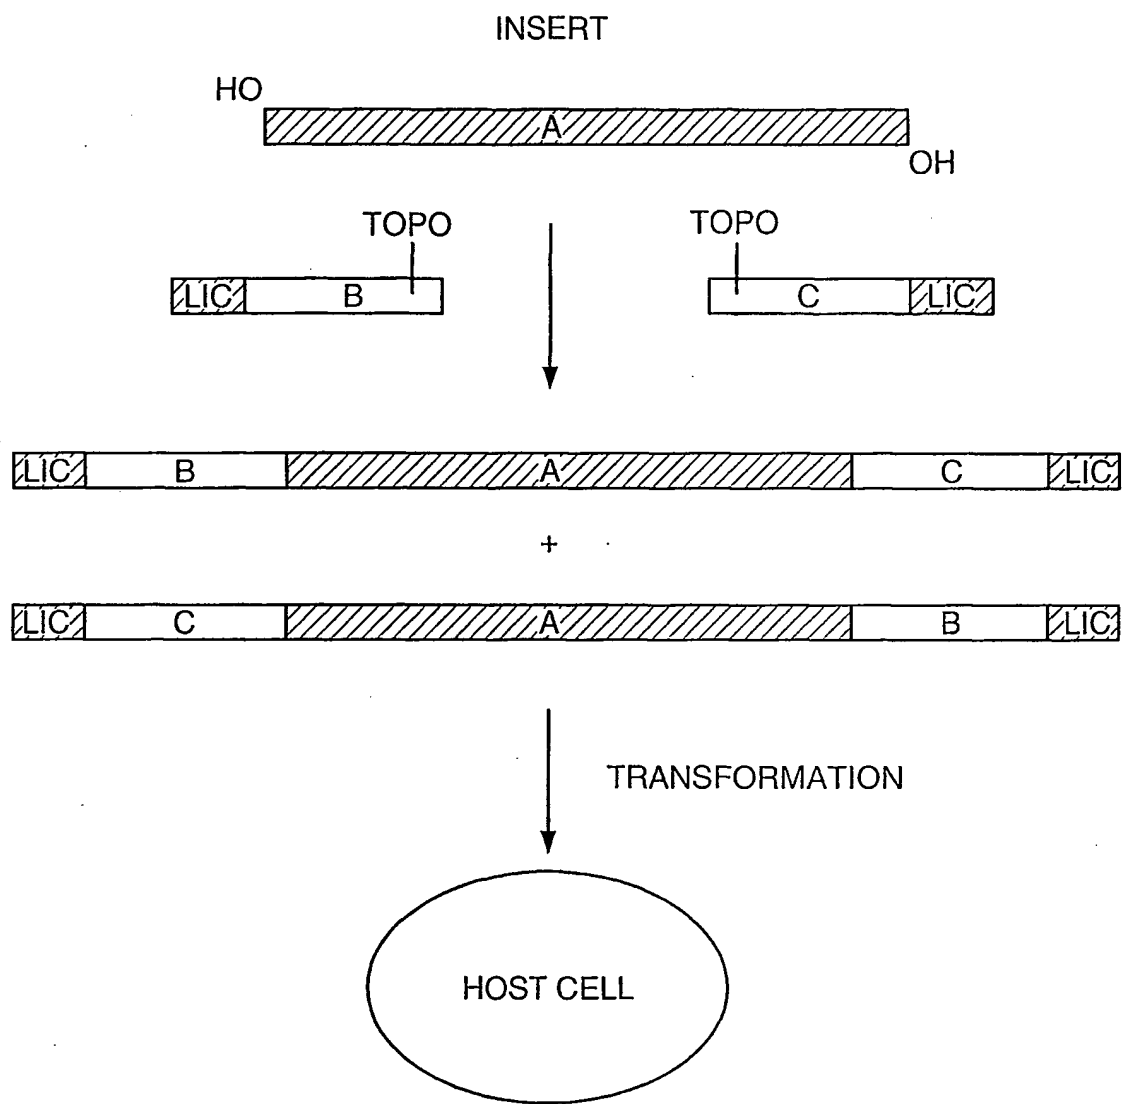 INSERT
HO
A
OH
TOPO TOPO
LIC B C LIC
LIC B A C LIC
+
LIC C A B LIC
TRANSFORMATION
HOST CELL